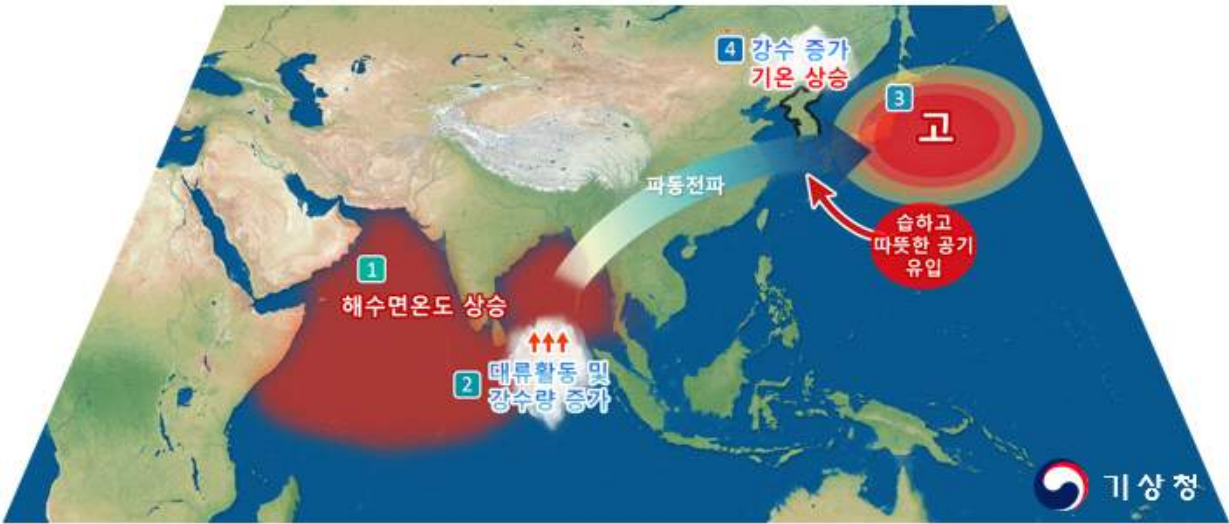 4 강수 증가
기온 상승
3
고
파동전파
습하고
따뜻한 공기
유입
1
해수면온도 상승
2 대류활동 및
강수량 증가
기상청